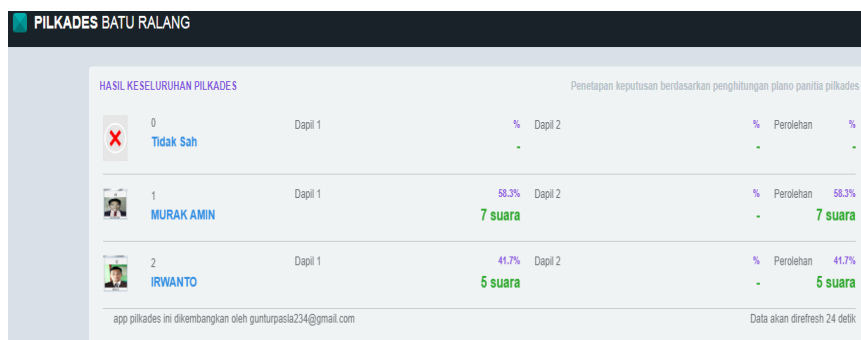 PILKADES BATU RALANG
HASIL KESELURUHAN PILKADES Penetapan keputusan berdasarkan penghitungan plano panitia pilkades
0 Dapil 1 % Dapil 2 % Perolehan %
Tidak Sah - - -
1 Dapil 1 58.3% Dapil 2 % Perolehan 58.3%
MURAK AMIN 7 suara - 7 suara
2 Dapil 1 41.7% Dapil 2 % Perolehan 41.7%
IRWANTO 5 suara - 5 suara
app pilkades ini dikembangkan oleh gunturpasla234@gmail.com Data akan direfresh 24 detik